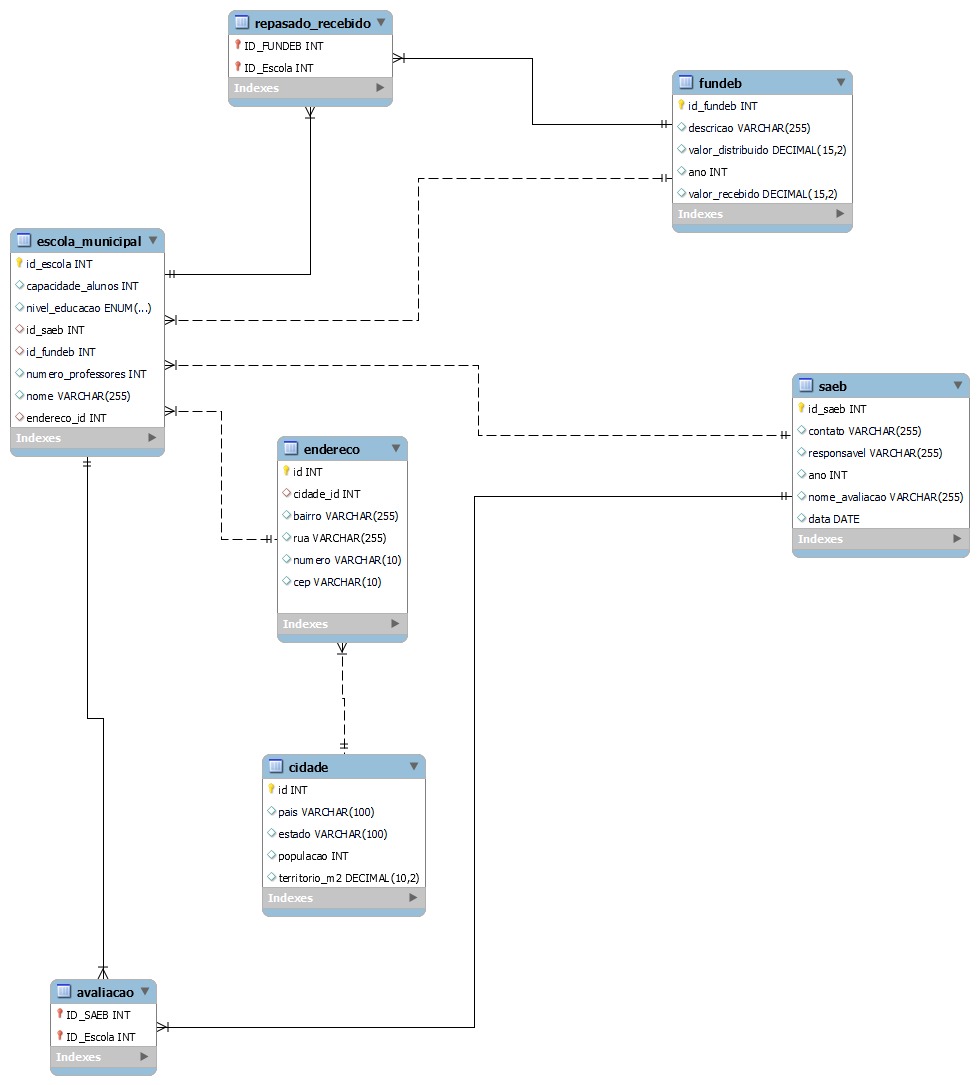 repasado_recebido
ID_FUNDEB INT
ID_Escola INT
Indexes
fundeb
id_fundeb INT
descricao VARCHAR(255)
valor_distribuido DECIMAL(15,2)
ano INT
valor_recebido DECIMAL(15,2)
Indexes
escola_municipal
id_escola INT
capacidade_alunos INT
nivel_educacao ENUM(...)
id_saeb INT
id_fundeb INT
numero_professores INT
nome VARCHAR(255)
endereco_id INT
Indexes
saeb
id_saeb INT
contato VARCHAR(255)
responsavel VARCHAR(255)
ano INT
nome_avaliacao VARCHAR(255)
data DATE
Indexes
endereco
id INT
cidade_id INT
bairro VARCHAR(255)
rua VARCHAR(255)
numero VARCHAR(10)
cep VARCHAR(10)
Indexes
cidade
id INT
pais VARCHAR(100)
estado VARCHAR(100)
populacao INT
territorio_m2 DECIMAL(10,2)
Indexes
avaliacao
ID_SAEB INT
ID_Escola INT
Indexes